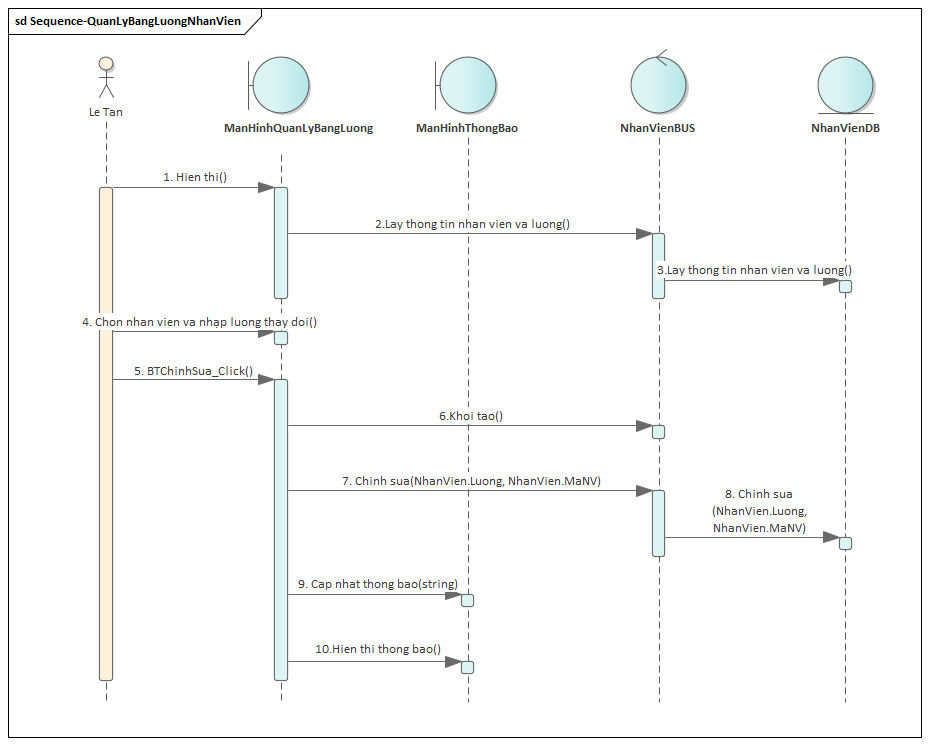 sd Sequence-QuanLyBangLuongNhanVien
Le Tan
ManHinhQuanLyBangLuong
ManHinhThongBao
NhanVienBUS
NhanVienDB
1. Hien thi()
2.Lay thong tin nhan vien va luong()
3.Lay thong tin nhan vien va luong()
4. Chon nhan vien va nhap luong thay doi()
5. BTChinhSua_Click()
6.Khoi tao()
7. Chinh sua(NhanVien.Luong, NhanVien.MaNV)
8. Chinh sua
(NhanVien.Luong,
NhanVien.MaNV)
9. Cap nhat thong bao(string)
10.Hien thi thong bao()